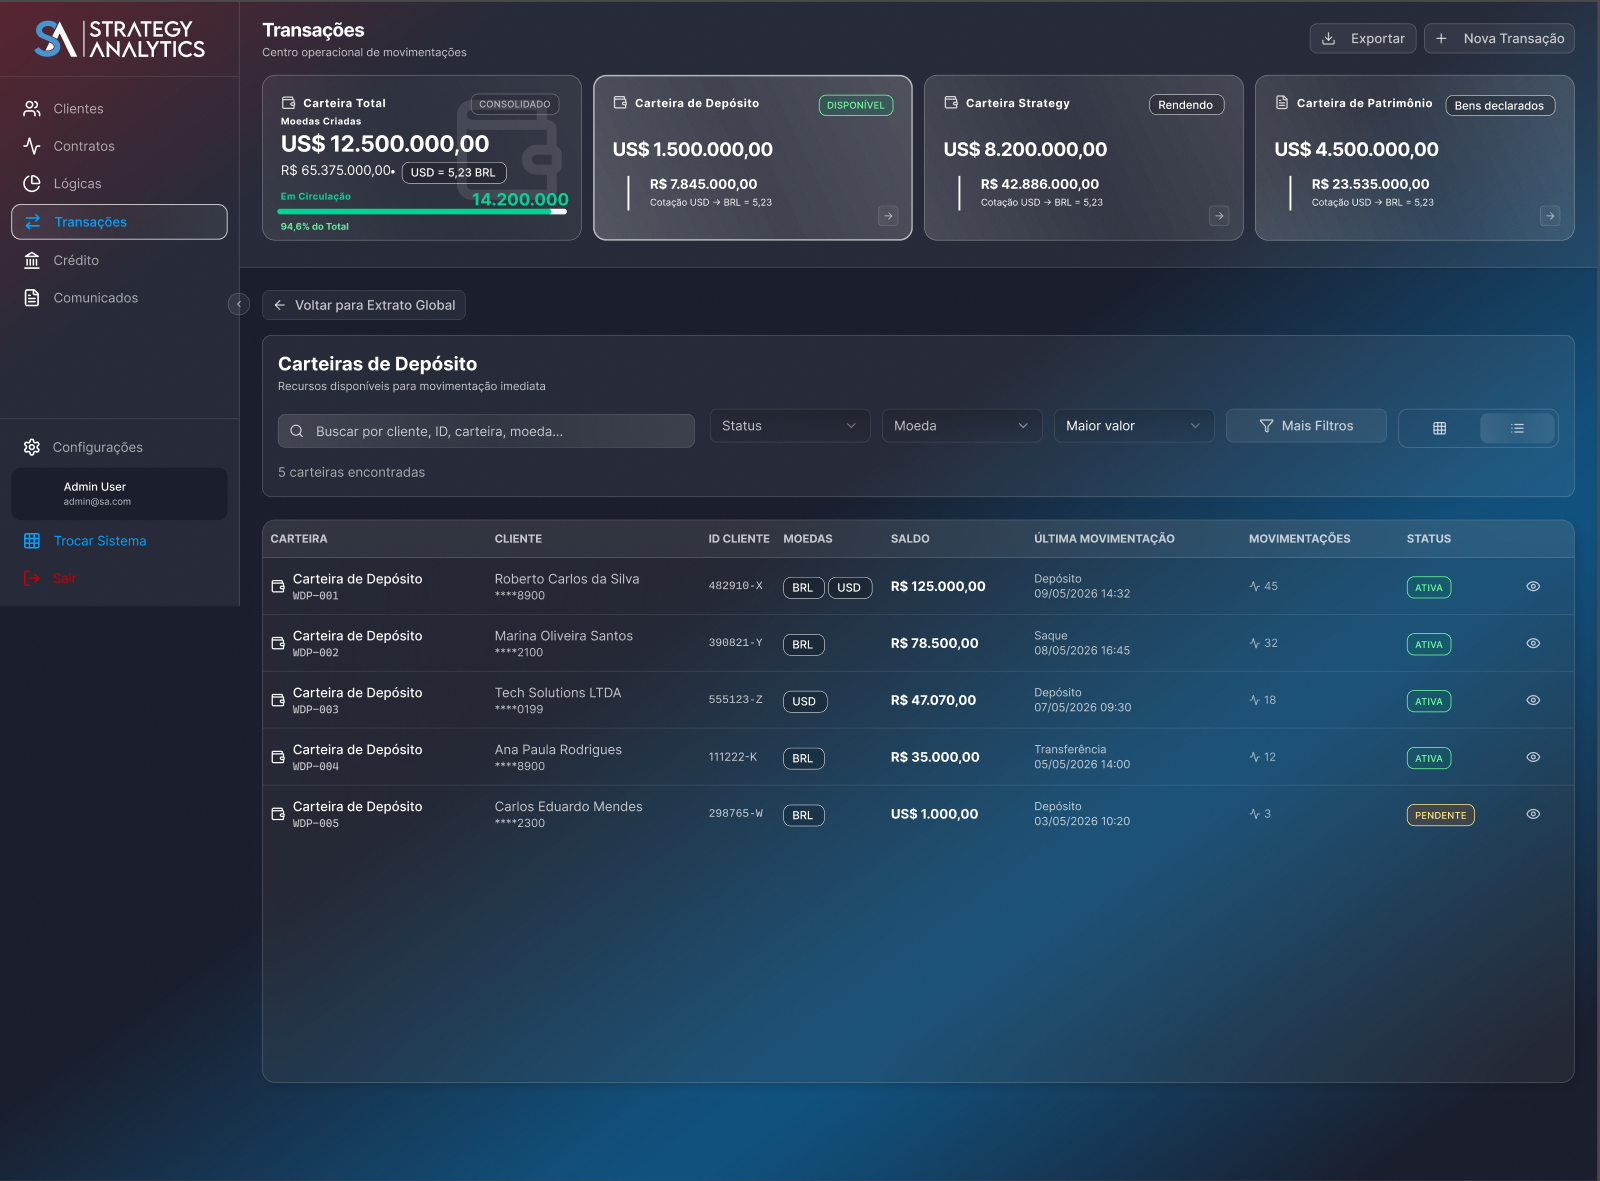 SA STRATEGY ANALYTICS
Clientes
Contratos
Lógicas
Transações
Crédito
Comunicados
Configurações
Admin User
admin@sa.com
Trocar Sistema
Sair
Transações
Centro operacional de movimentações
Exportar
Nova Transação
Carteira Total
CONSOLIDADO
Moedas Criadas
US$ 12.500.000,00
R$ 65.375.000,00•
USD = 5,23 BRL
Em Circulação
14.200.000
94,6% do Total
Carteira de Depósito
DISPONÍVEL
US$ 1.500.000,00
R$ 7.845.000,00
Cotação USD → BRL = 5,23
Carteira Strategy
Rendendo
US$ 8.200.000,00
R$ 42.886.000,00
Cotação USD → BRL = 5,23
Carteira de Patrimônio
Bens declarados
US$ 4.500.000,00
R$ 23.535.000,00
Cotação USD → BRL = 5,23
Voltar para Extrato Global
Carteiras de Depósito
Recursos disponíveis para movimentação imediata
Buscar por cliente, ID, carteira, moeda...
Status
Moeda
Maior valor
Mais Filtros
5 carteiras encontradas
CARTEIRA CLIENTE ID CLIENTE MOEDAS SALDO ÚLTIMA MOVIMENTAÇÃO MOVIMENTAÇÕES STATUS
Carteira de Depósito Roberto Carlos da Silva 482910-X BRL USD R$ 125.000,00 Depósito 45 ATIVA
WDP-001 ****8900 09/05/2026 14:32
Carteira de Depósito Marina Oliveira Santos 390821-Y BRL R$ 78.500,00 Saque 32 ATIVA
WDP-002 ****2100 08/05/2026 16:45
Carteira de Depósito Tech Solutions LTDA 555123-Z USD R$ 47.070,00 Depósito 18 ATIVA
WDP-003 ****0199 07/05/2026 09:30
Carteira de Depósito Ana Paula Rodrigues 111222-K BRL R$ 35.000,00 Transferência 12 ATIVA
WDP-004 ****8900 05/05/2026 14:00
Carteira de Depósito Carlos Eduardo Mendes 298765-W BRL US$ 1.000,00 Depósito 3 PENDENTE
WDP-005 ****2300 03/05/2026 10:20